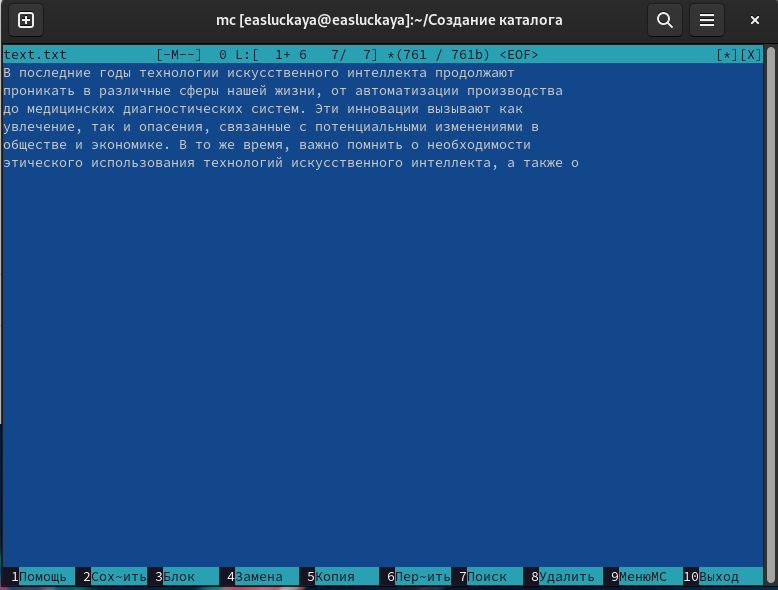 mc [easluckaya@easluckaya]:~/Создание каталога
text.txt [-M--] 0 L:[ 1+ 6 7/ 7] *(761 / 761b) <EOF> [*][X]
В последние годы технологии искусственного интеллекта продолжают
проникать в различные сферы нашей жизни, от автоматизации производства
до медицинских диагностических систем. Эти инновации вызывают как
увлечение, так и опасения, связанные с потенциальными изменениями в
обществе и экономике. В то же время, важно помнить о необходимости
этического использования технологий искусственного интеллекта, а также о
1Помощь 2Сох~ить 3Блок 4Замена 5Копия 6Пер~ить 7Поиск 8Удалить 9МенюMC 10Выход